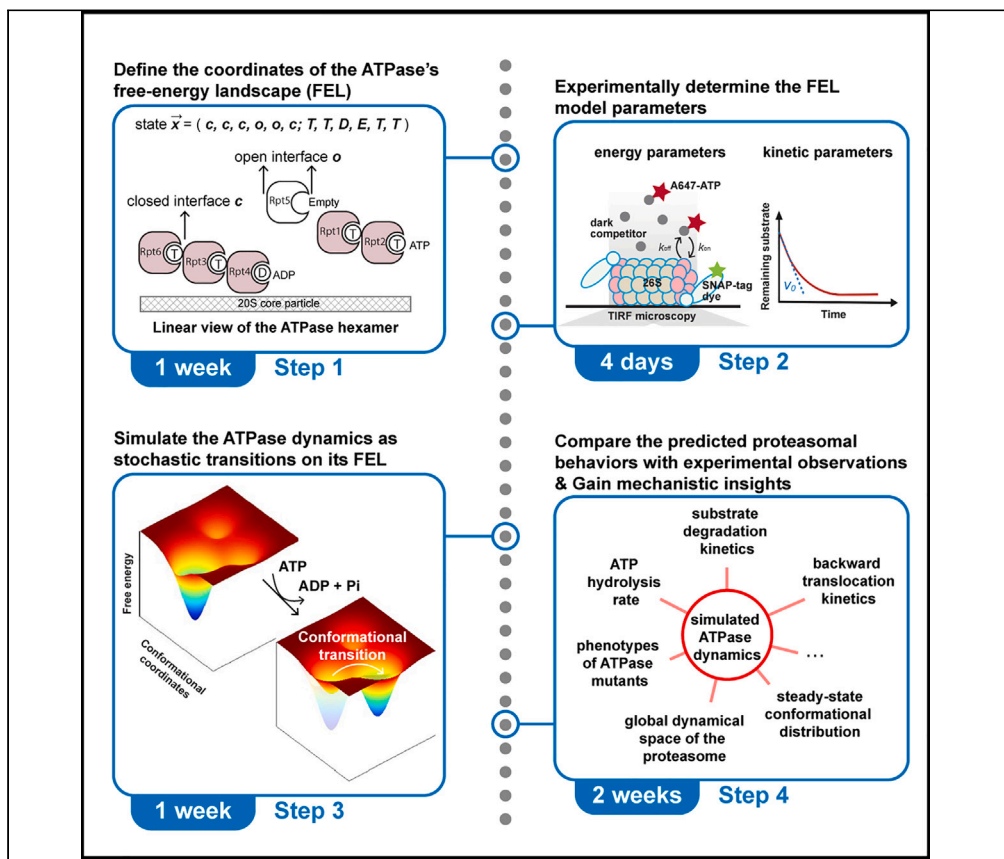 Define the coordinates of the ATPase's
free-energy landscape (FEL)
state x = ( c, c, c, o, o, c; T, T, D, E, T, T )
open interface o
Rpt5
Empty
closed interface c
Rpt1
T
Rpt2
T
ATP
Rpt6
T
Rpt3
T
Rpt4
D
ADP
20S core particle
Linear view of the ATPase hexamer
1 week
Step 1
Experimentally determine the FEL
model parameters
energy parameters
kinetic parameters
A647-ATP
dark
competitor
koff
kon
26S
SNAP-tag
dye
TIRF microscopy
Remaining substrate
V0
Time
4 days
Step 2
Simulate the ATPase dynamics as
stochastic transitions on its FEL
Free energy
Conformational
coordinates
ATP
ADP + Pi
Conformational
transition
1 week
Step 3
Compare the predicted proteasomal
behaviors with experimental observations
& Gain mechanistic insights
substrate
degradation
kinetics
ATP
hydrolysis
rate
backward
translocation
kinetics
simulated
ATPase
dynamics
phenotypes
of ATPase
mutants
...
steady-state
conformational
distribution
global dynamical
space of the
proteasome
2 weeks
Step 4